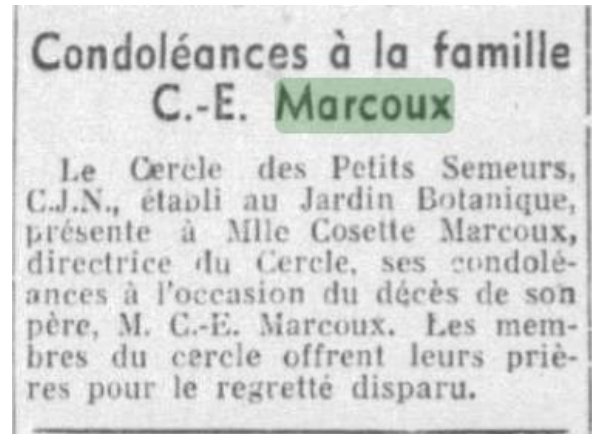 Condoléances à la famille
C.-E. Marcoux
Le Cercle des Petits Semeurs,
C.J.N., établi au Jardin Botanique,
présente à Mlle Cosette Marcoux,
directrice du Cercle, ses condolé-
ances à l'occasion du décès de son
père, M. C.-E. Marcoux. Les mem-
bres du cercle offrent leurs priè-
res pour le regretté disparu.